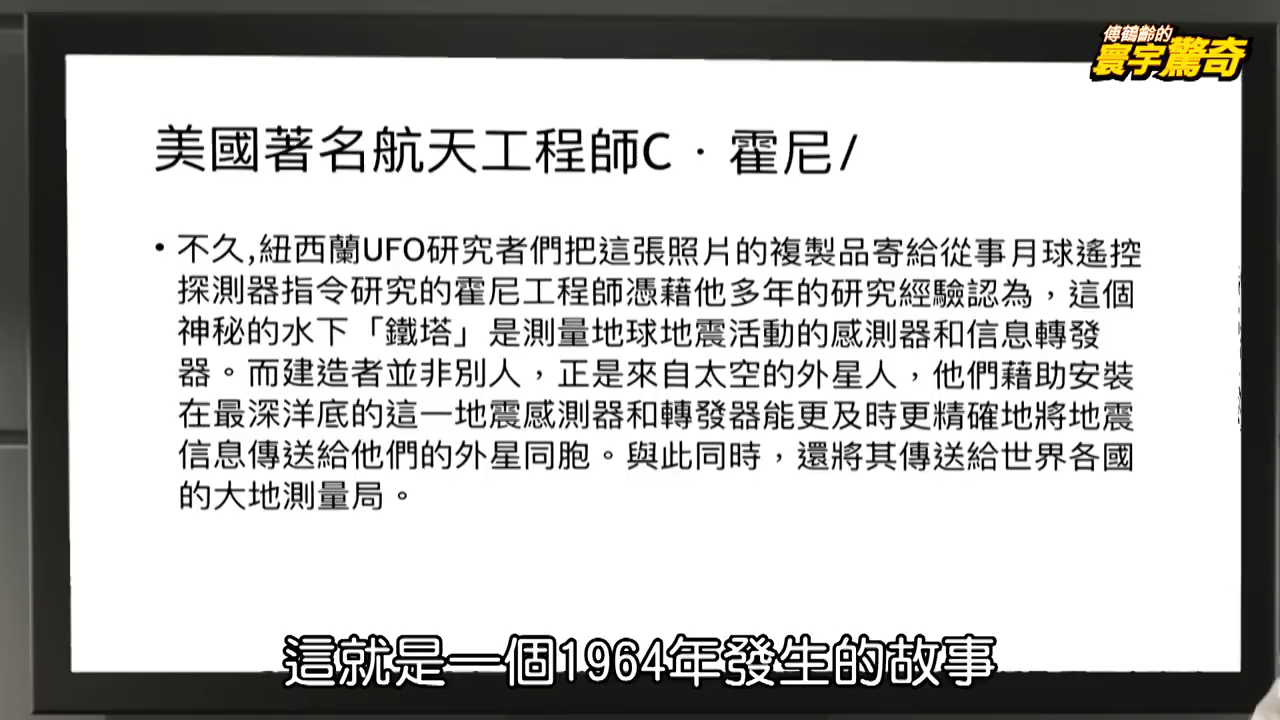 傅鶴齡的
寰宇驚奇
美國著名航天工程師C·霍尼/
• 不久,紐西蘭UFO研究者們把這張照片的複製品寄給從事月球遙控
探測器指令研究的霍尼工程師憑藉他多年的研究經驗認為，這個
神秘的水下「鐵塔」是測量地球地震活動的感測器和信息轉發
器。而建造者並非別人，正是來自太空的外星人，他們藉助安裝
在最深洋底的這一地震感測器和轉發器能更及時更精確地將地震
信息傳送給他們的外星同胞。與此同時，還將其傳送給世界各國
的大地測量局。
這就是一個1964年發生的故事